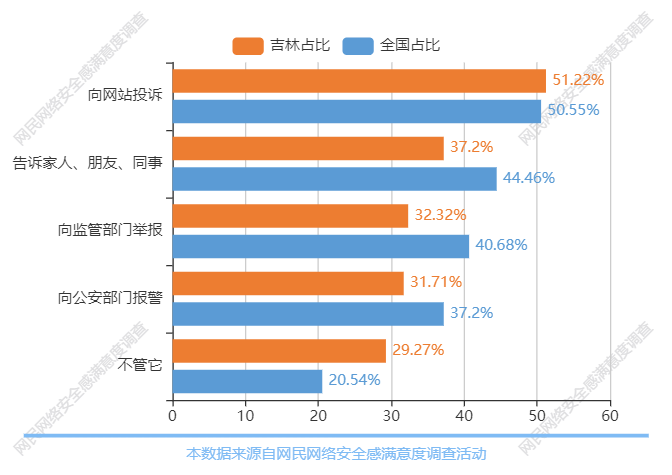 网民网络安全感满意度调查
网民网络安全感满意度调查
吉林占比 全国占比
向网站投诉 51.22%
50.55%
告诉家人、朋友、同事 37.2%
44.46%
向监管部门举报 32.32%
40.68%
向公安部门报警 31.71%
37.2%
不管它 29.27%
20.54%
0 10 20 30 40 50 60
网民网络安全感满意度调查
网民网络安全感满意度调查
本数据来源自网民网络安全感满意度调查活动